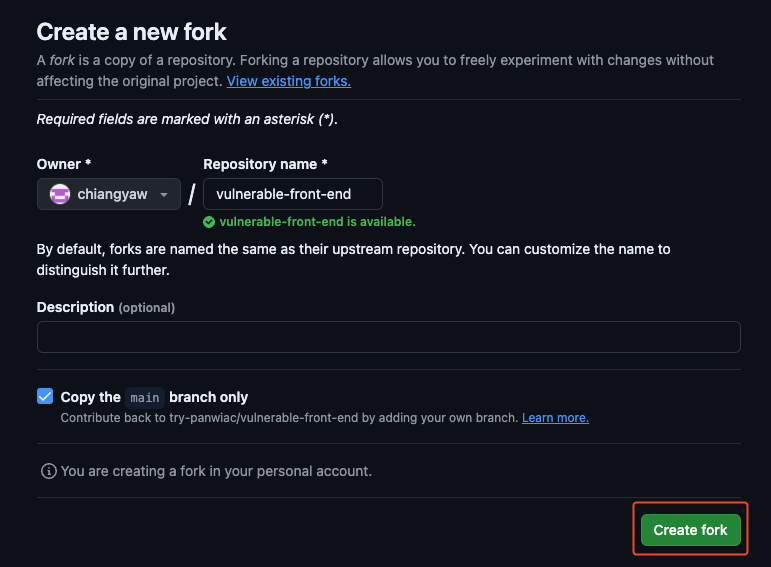 Create a new fork
A fork is a copy of a repository. Forking a repository allows you to freely experiment with changes without
affecting the original project. View existing forks.
Required fields are marked with an asterisk (*).
Owner * Repository name *
chiangyaw / vulnerable-front-end
vulnerable-front-end is available.
By default, forks are named the same as their upstream repository. You can customize the name to
distinguish it further.
Description (optional)
Copy the main branch only
Contribute back to try-panwiac/vulnerable-front-end by adding your own branch. Learn more.
You are creating a fork in your personal account.
Create fork